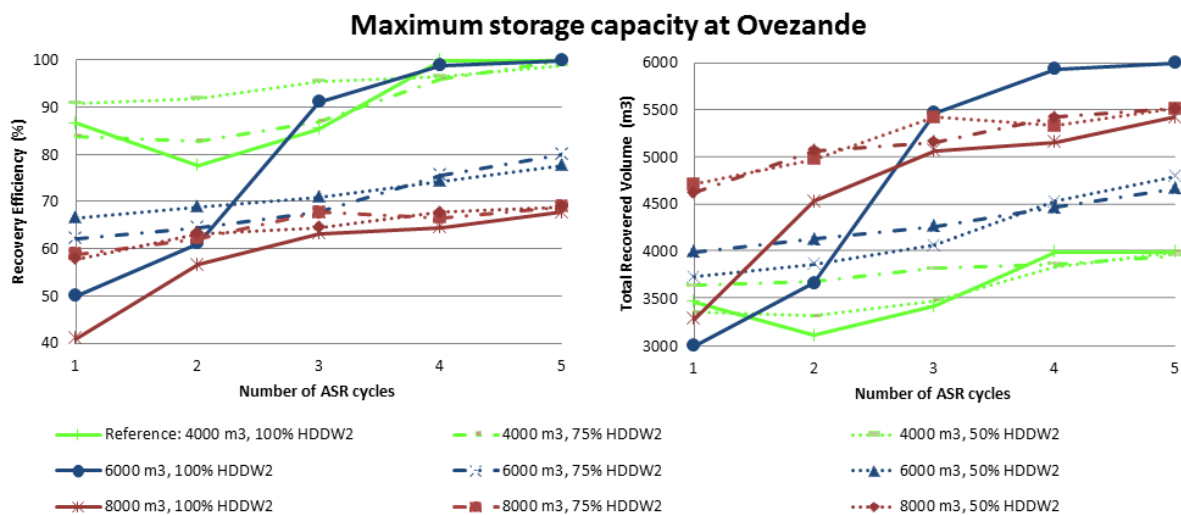 Maximum storage capacity at Ovezande
100
90
80
70
60
50
40
Recovery Efficiency (%)
1 2 3 4 5
Number of ASR cycles
6000
5500
5000
4500
4000
3500
3000
Total Recovered Volume (m3)
1 2 3 4 5
Number of ASR cycles
Reference: 4000 m3, 100% HDDW2
4000 m3, 75% HDDW2
4000 m3, 50% HDDW2
6000 m3, 100% HDDW2
6000 m3, 75% HDDW2
6000 m3, 50% HDDW2
8000 m3, 100% HDDW2
8000 m3, 75% HDDW2
8000 m3, 50% HDDW2